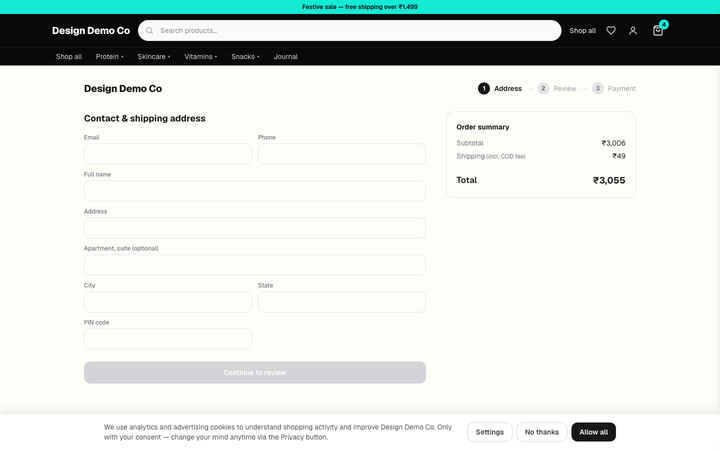 Festive sale — free shipping over ₹1,499
Design Demo Co
Search products...
Shop all
4
Shop all
Protein
Skincare
Vitamins
Snacks
Journal
Design Demo Co
1 Address → 2 Review → 3 Payment
Contact & shipping address
Email
Phone
Full name
Address
Apartment, suite (optional)
City
State
PIN code
Continue to review
Order summary
Subtotal ₹3,006
Shipping (incl. COD fee) ₹49
Total ₹3,055
We use analytics and advertising cookies to understand shopping activity and improve Design Demo Co. Only
with your consent — change your mind anytime via the Privacy button.
Settings
No thanks
Allow all